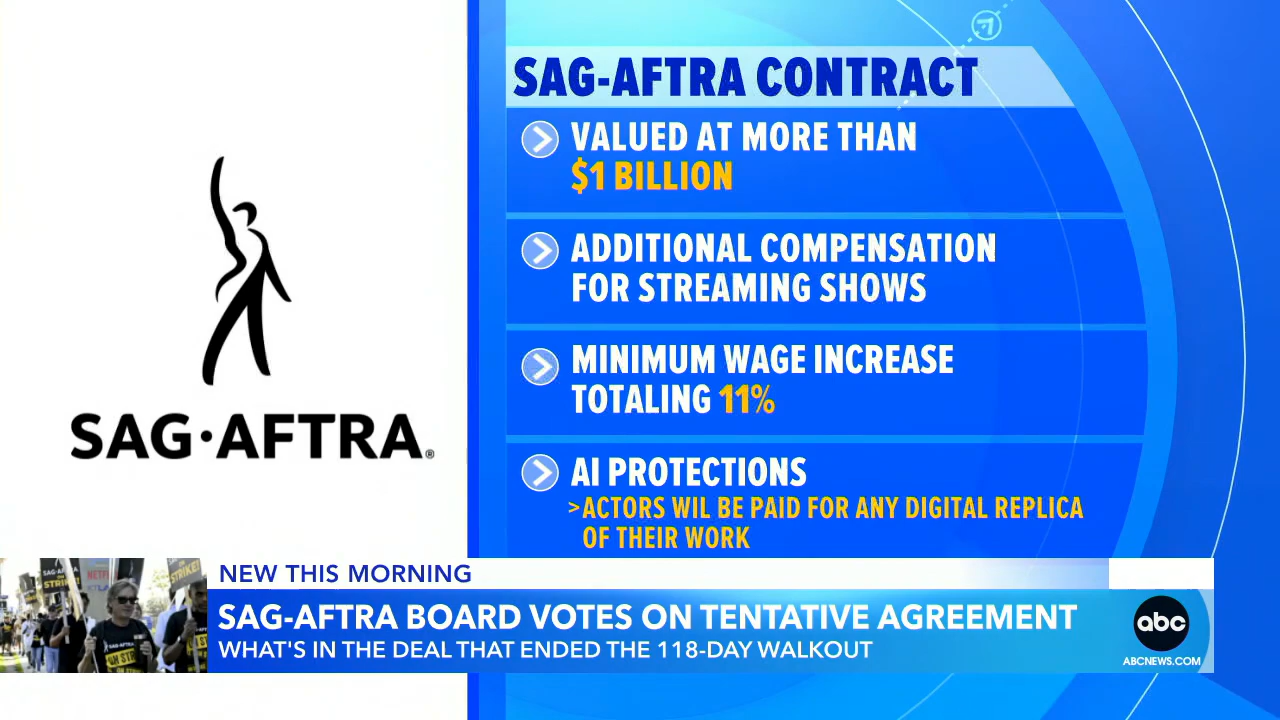 SAG-AFTRA CONTRACT
VALUED AT MORE THAN
$1 BILLION
ADDITIONAL COMPENSATION
FOR STREAMING SHOWS
MINIMUM WAGE INCREASE
TOTALING 11%
AI PROTECTIONS
>ACTORS WIL BE PAID FOR ANY DIGITAL REPLICA
OF THEIR WORK
SAG·AFTRA®
NEW THIS MORNING
SAG-AFTRA BOARD VOTES ON TENTATIVE AGREEMENT
WHAT'S IN THE DEAL THAT ENDED THE 118-DAY WALKOUT
abc
ABCNEWS.COM